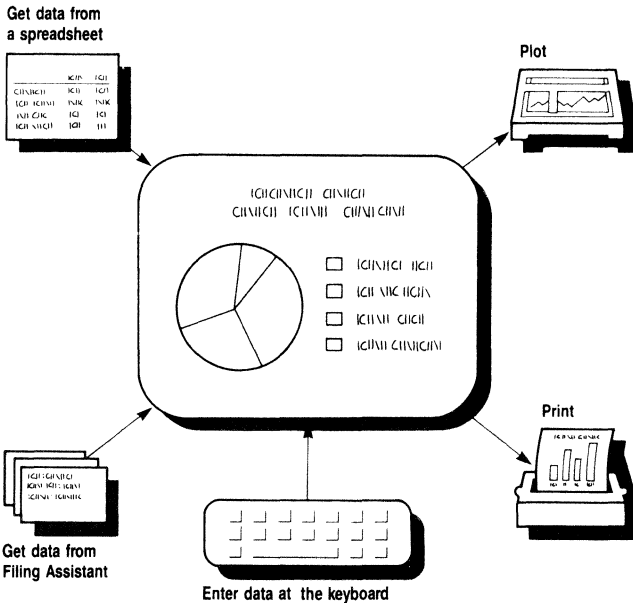 Get data from
a spreadsheet
Plot
Print
Get data from
Filing Assistant
Enter data at the keyboard